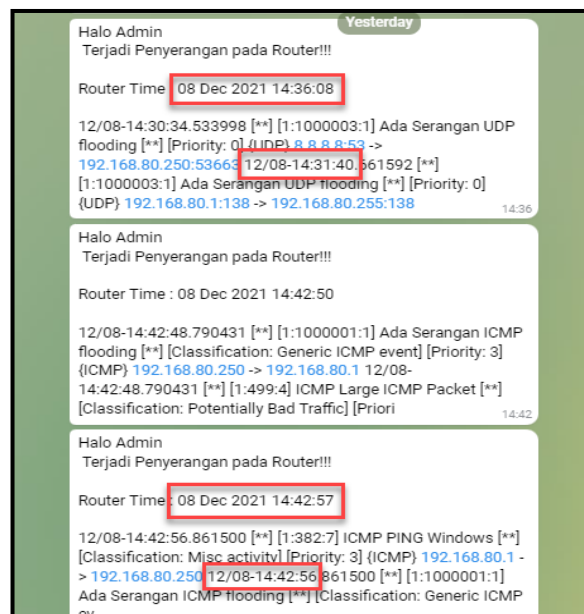 Yesterday
Halo Admin
Terjadi Penyerangan pada Router!!!
Router Time : 08 Dec 2021 14:36:08
12/08-14:30:34.533998 [**] [1:1000003:1] Ada Serangan UDP
flooding [**] [Priority: 0] {UDP} 8.8.8.8:53 ->
192.168.80.250:53663 12/08-14:31:40.661592 [**]
[1:1000003:1] Ada Serangan UDP flooding [**] [Priority: 0]
{UDP} 192.168.80.1:138 -> 192.168.80.255:138
14:36
Halo Admin
Terjadi Penyerangan pada Router!!!
Router Time : 08 Dec 2021 14:42:50
12/08-14:42:48.790431 [**] [1:1000001:1] Ada Serangan ICMP
flooding [**] [Classification: Generic ICMP event] [Priority: 3]
{ICMP} 192.168.80.250 -> 192.168.80.1 12/08-
14:42:48.790431 [**] [1:499:4] ICMP Large ICMP Packet [**]
[Classification: Potentially Bad Traffic] [Priori
14:42
Halo Admin
Terjadi Penyerangan pada Router!!!
Router Time : 08 Dec 2021 14:42:57
12/08-14:42:56.861500 [**] [1:382:7] ICMP PING Windows [**]
[Classification: Misc activity] [Priority: 3] {ICMP} 192.168.80.1 -
> 192.168.80.250 12/08-14:42:56.861500 [**] [1:1000001:1]
Ada Serangan ICMP flooding [**] [Classification: Generic ICMP